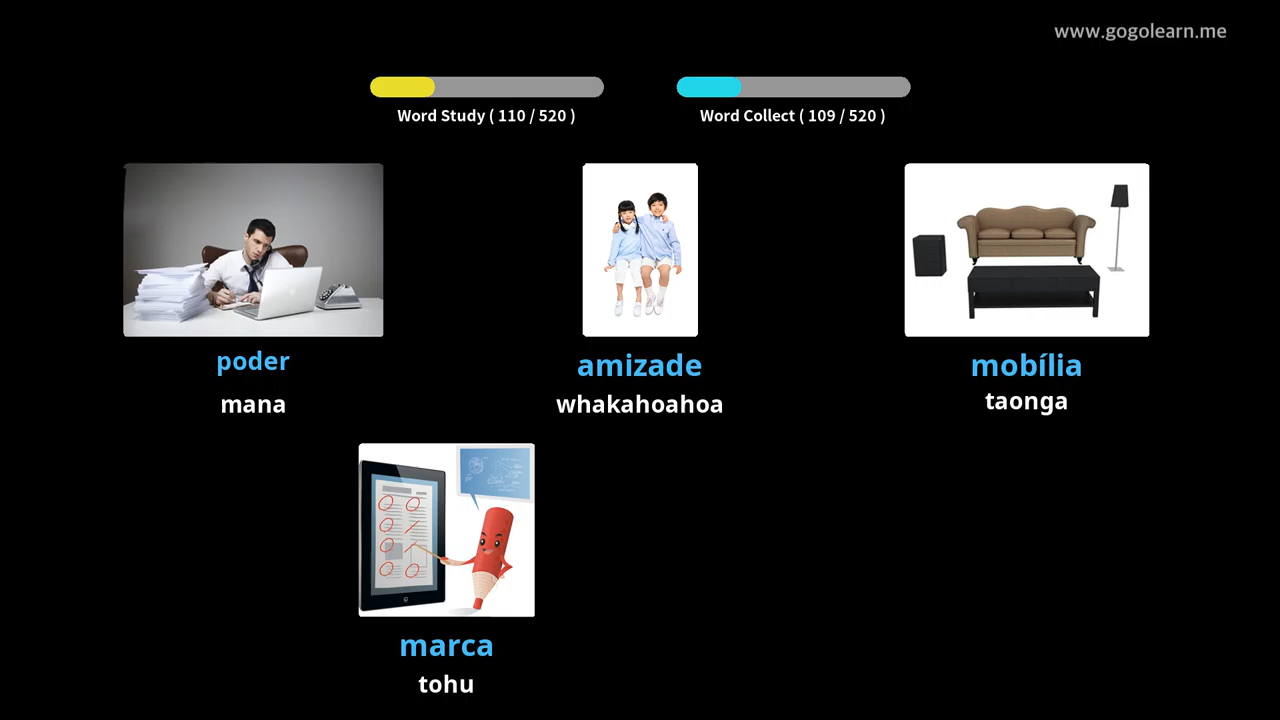 www.gogolearn.me
Word Study ( 110 / 520 )
Word Collect ( 109 / 520 )
poder
amizade
mobília
mana
whakahoahoa
taonga
marca
tohu